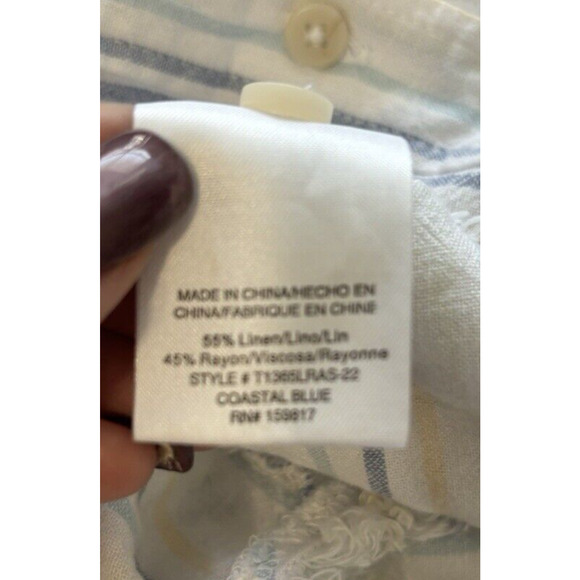 MADE IN CHINA/HECHO EN
CHINA/FABRIQUE EN CHINE
55% Linen/Lino/Lin
45% Rayon/Viscosa/Rayonne
STYLE # T1365LRAS-22
COASTAL BLUE
RN# 159817